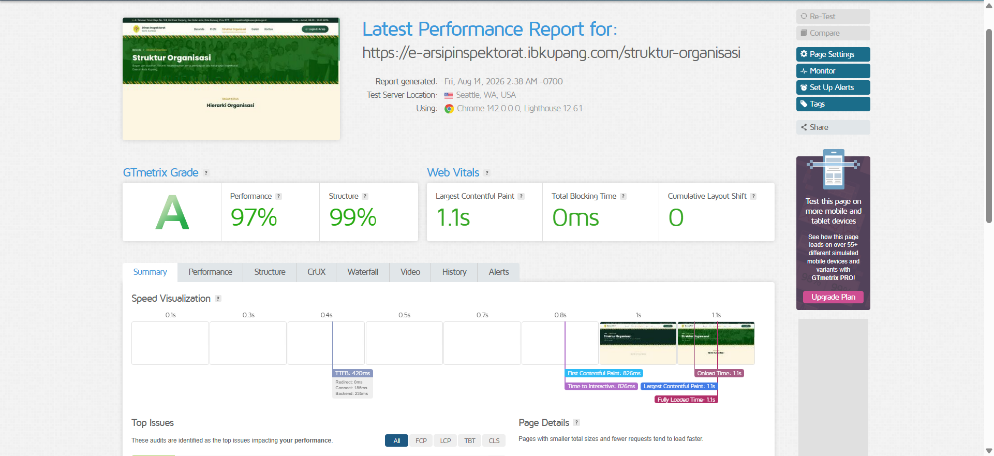 Latest Performance Report for:
https://e-arsipinspektorat.ibkupang.com/struktur-organisasi
Report generated: Fri, Aug 14, 2026 2:38 AM -0700
Test Server Location: Seattle, WA, USA
Using: Chrome 142.0.0.0, Lighthouse 12.6.1
Struktur Organisasi
Hierarki Organisasi
Re-Test
Compare
Page Settings
Monitor
Set Up Alerts
Tags
Share
Test this page on
more mobile and
tablet devices
See how this page
loads on over 55+
different simulated
mobile devices and
variants with
GTmetrix PRO!
Upgrade Plan
GTmetrix Grade ?
Web Vitals ?
A
Performance ?
97%
Structure ?
99%
Largest Contentful Paint ?
1.1s
Total Blocking Time ?
0ms
Cumulative Layout Shift ?
0
Summary Performance Structure CrUX Waterfall Video History Alerts
Speed Visualization ?
0.1s 0.3s 0.4s 0.5s 0.7s 0.8s 1s 1.1s
TTFB: 420ms
Redirect: 0ms
First Contentful Paint: 826ms
Onload Time: 1.1s
Time to Interactive: 826ms
Largest Contentful Paint: 1.1s
Fully Loaded Time: 1.1s
Top Issues
These audits are identified as the top issues impacting your performance.
All FCP LCP TBT CLS
Page Details ?
Pages with smaller total sizes and fewer requests tend to load faster.